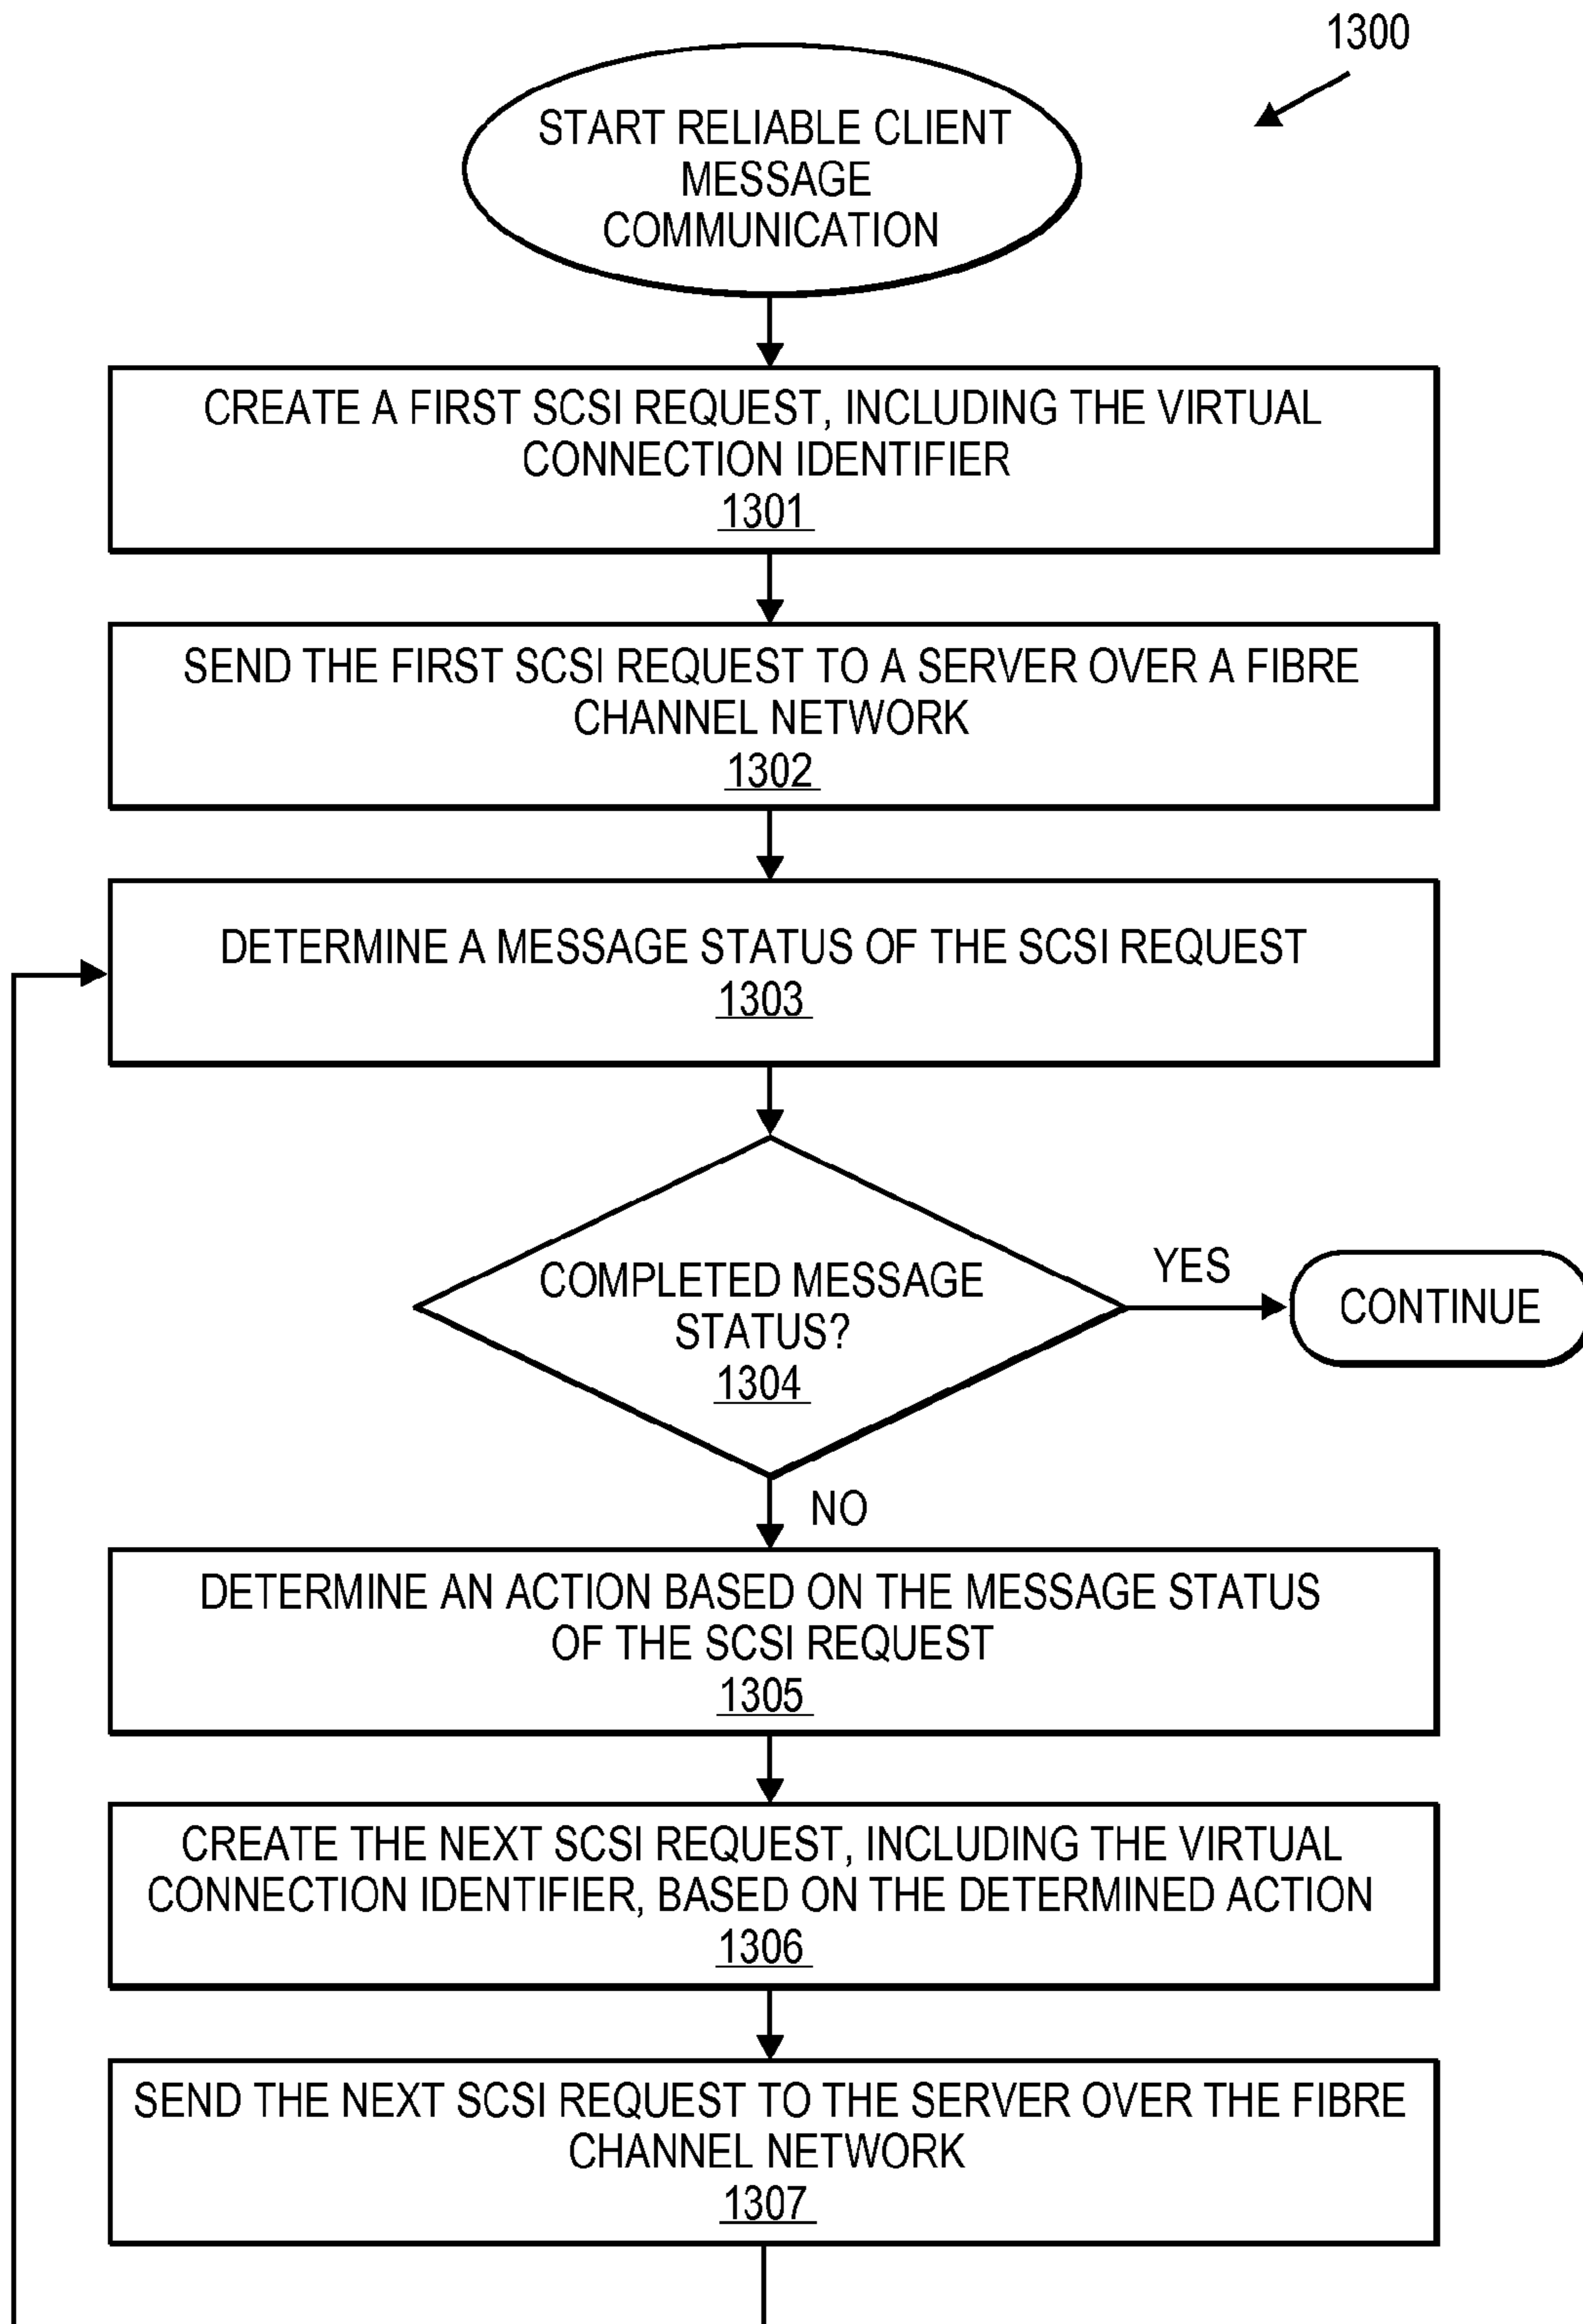 1300
START RELIABLE CLIENT
MESSAGE
COMMUNICATION
CREATE A FIRST SCSI REQUEST, INCLUDING THE VIRTUAL
CONNECTION IDENTIFIER
1301
SEND THE FIRST SCSI REQUEST TO A SERVER OVER A FIBRE
CHANNEL NETWORK
1302
DETERMINE A MESSAGE STATUS OF THE SCSI REQUEST
1303
COMPLETED MESSAGE
STATUS?
1304
YES
CONTINUE
NO
DETERMINE AN ACTION BASED ON THE MESSAGE STATUS
OF THE SCSI REQUEST
1305
CREATE THE NEXT SCSI REQUEST, INCLUDING THE VIRTUAL
CONNECTION IDENTIFIER, BASED ON THE DETERMINED ACTION
1306
SEND THE NEXT SCSI REQUEST TO THE SERVER OVER THE FIBRE
CHANNEL NETWORK
1307